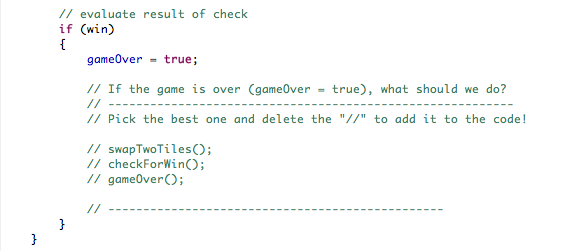 // evaluate result of check
if (win)
{
gameOver = true;
// If the game is over (gameOver = true), what should we do?
// ----------------------------------------------------------
// Pick the best one and delete the "//" to add it to the code!
// swapTwoTiles();
// checkForWin();
// gameOver();
// ------------------------------------------------
}
}